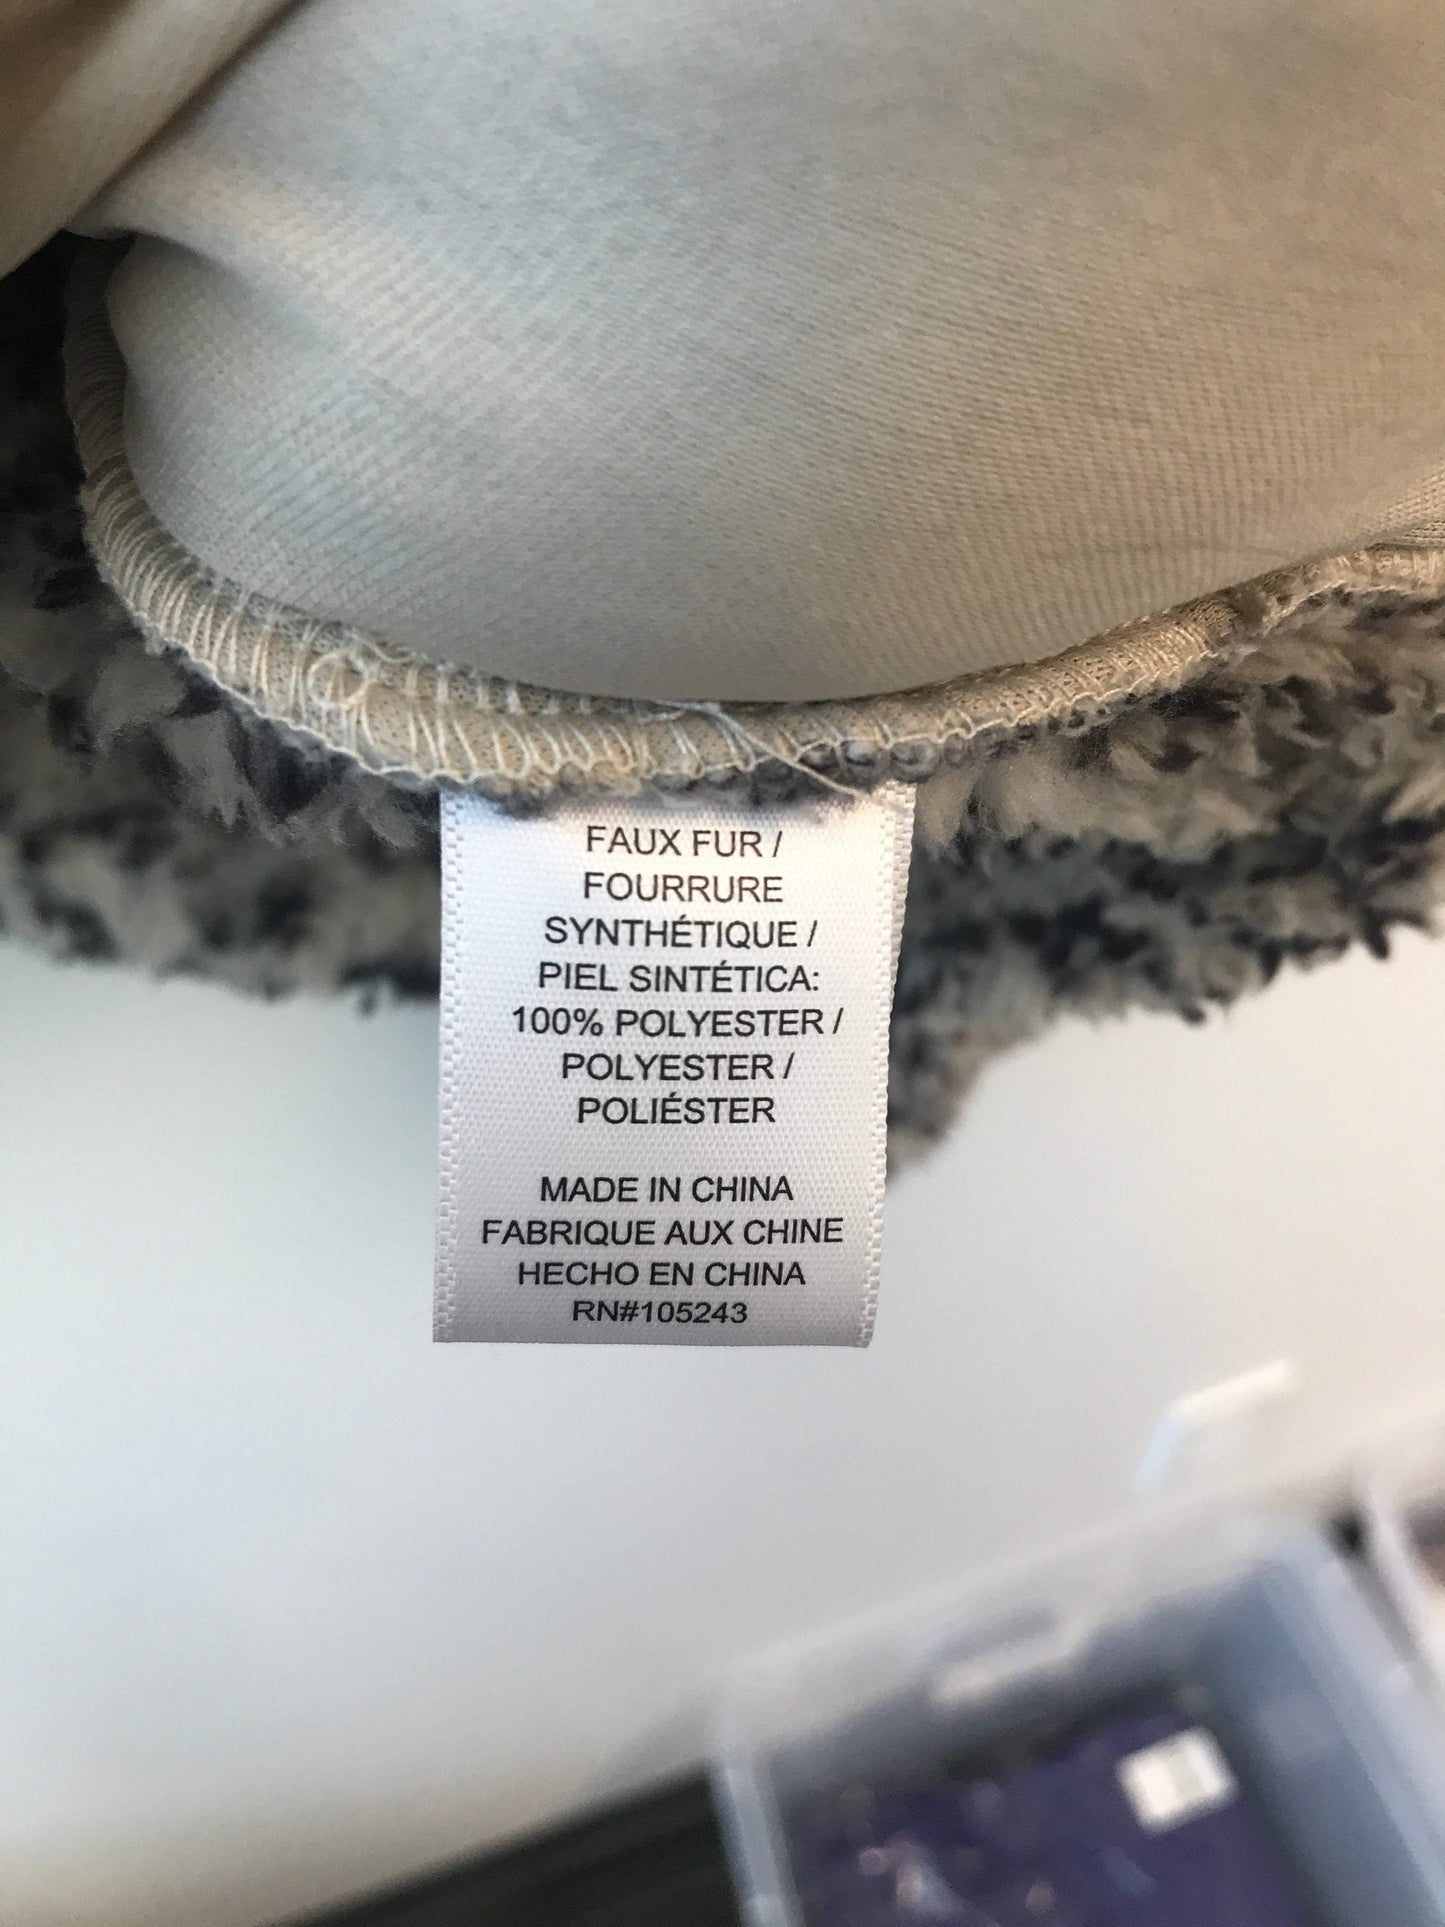 FAUX FUR /
FOURRURE
SYNTHÉTIQUE /
PIEL SINTÉTICA:
100% POLYESTER /
POLYESTER /
POLIÉSTER
MADE IN CHINA
FABRIQUE AUX CHINE
HECHO EN CHINA
RN#105243